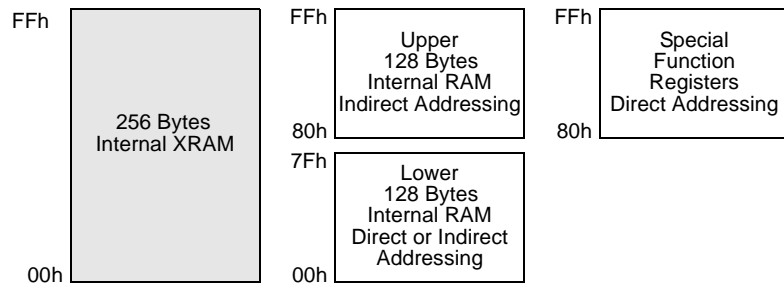 FFh
256 Bytes
Internal XRAM
00h
FFh
Upper
128 Bytes
Internal RAM
Indirect Addressing
80h
7Fh
Lower
128 Bytes
Internal RAM
Direct or Indirect
Addressing
00h
FFh
Special
Function
Registers
Direct Addressing
80h